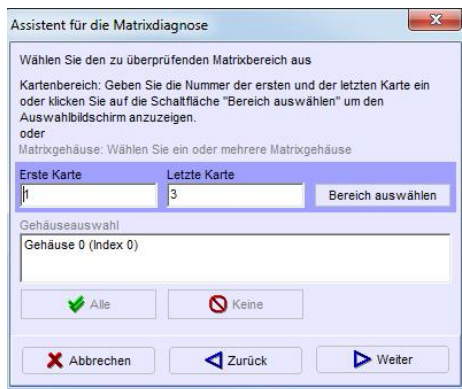 Assistent für die Matrixdiagnose
Wählen Sie den zu überprüfenden Matrixbereich aus
Kartenbereich: Geben Sie die Nummer der ersten und der letzten Karte ein
oder klicken Sie auf die Schaltfläche "Bereich auswählen" um den
Auswahlbildschirm anzuzeigen.
oder
Matrixgehäuse: Wählen Sie ein oder mehrere Matrixgehäuse
Erste Karte Letzte Karte
1 3 Bereich auswählen
Gehäuseauswahl
Gehäuse 0 (Index 0)
Alle Keine
Abbrechen Zurück Weiter